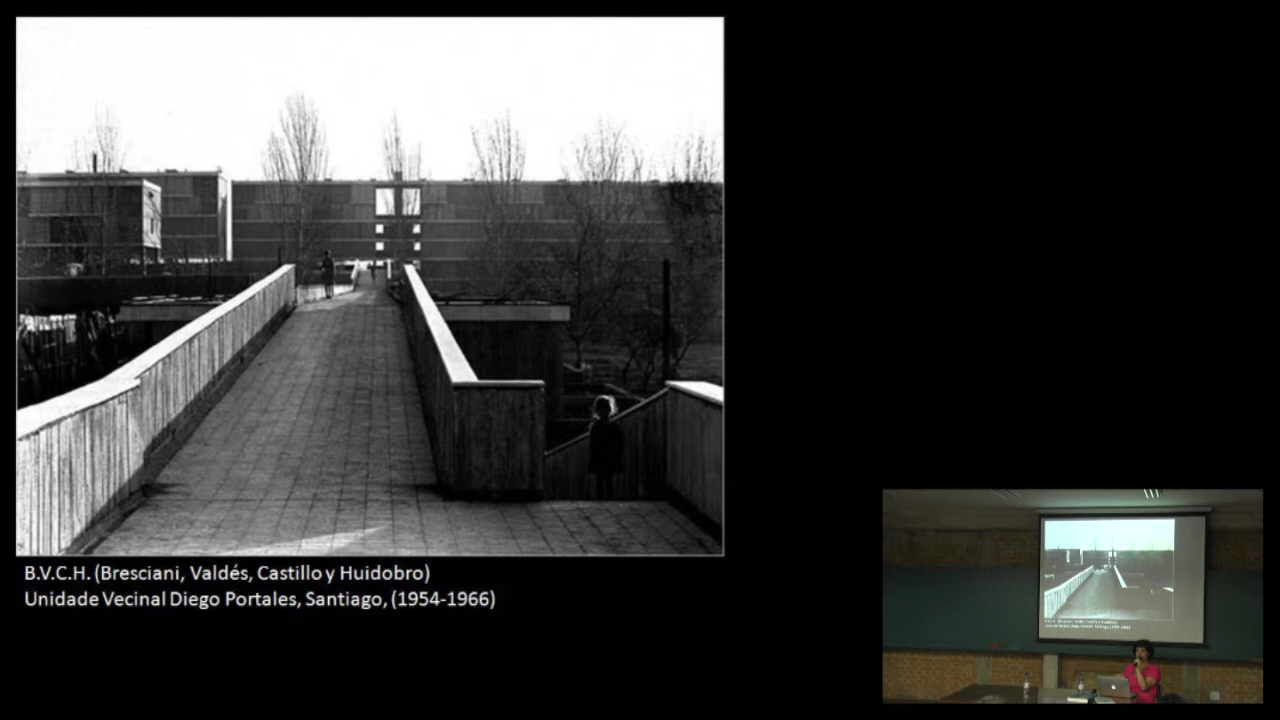 B.V.C.H. (Bresciani, Valdés, Castillo y Huidobro)
Unidade Vecinal Diego Portales, Santiago, (1954-1966)